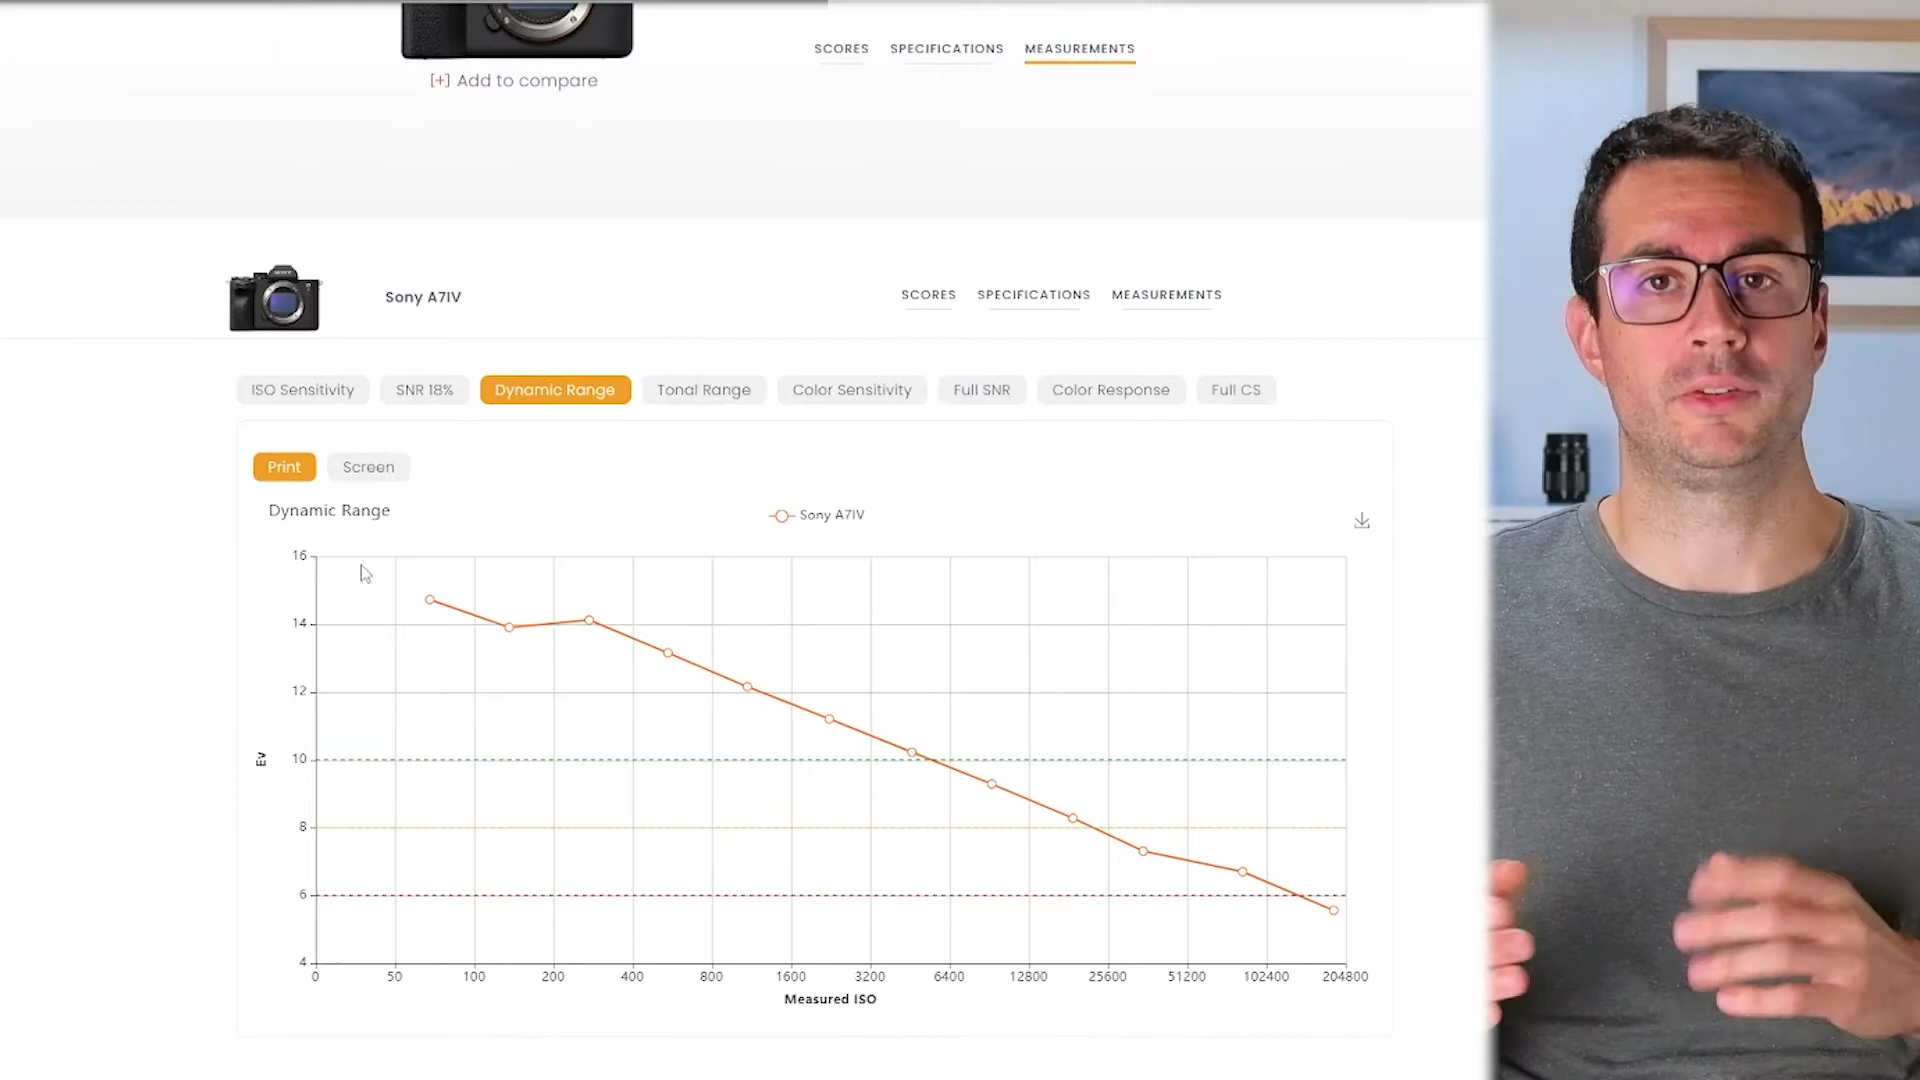 SCORES SPECIFICATIONS MEASUREMENTS
[+] Add to compare
Sony A7IV
SCORES SPECIFICATIONS MEASUREMENTS
ISO Sensitivity SNR 18% Dynamic Range Tonal Range Color Sensitivity Full SNR Color Response Full CS
Print Screen
Dynamic Range
Sony A7IV
16
14
12
10
8
6
4
EV
0 50 100 200 400 800 1600 3200 6400 12800 25600 51200 102400 204800
Measured ISO